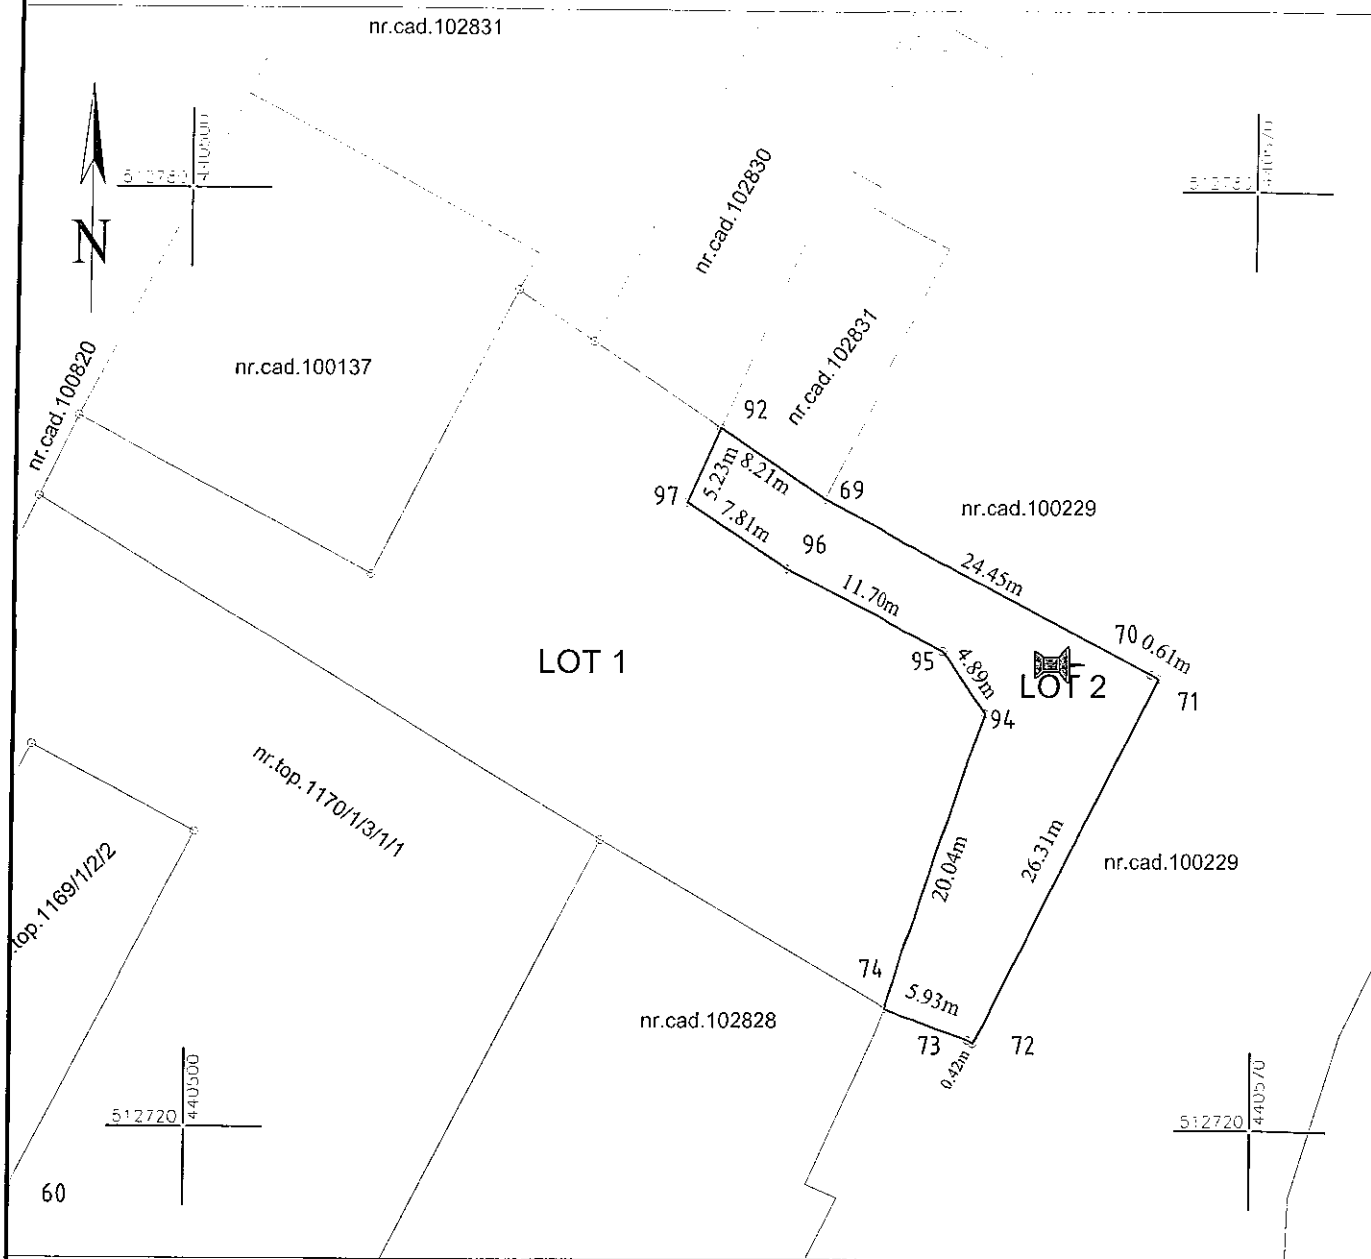 nr.cad.102831
440500
440570
512780
512780
N
nr.cad.102830
nr.cad.102831
nr.cad.100137
nr.cad.100820
92
8.21m
5.23m
97
69
7.81m
nr.cad.100229
96
24.45m
11.70m
70
0.61m
LOT 1
95
4.89m
LOT 2
71
94
nr.top.1170/1/3/1/1
.top.1169/1/2/2
20.04m
26.31m
nr.cad.100229
74
5.93m
nr.cad.102828
73
72
0.42m
440500
512720
440570
512720
60